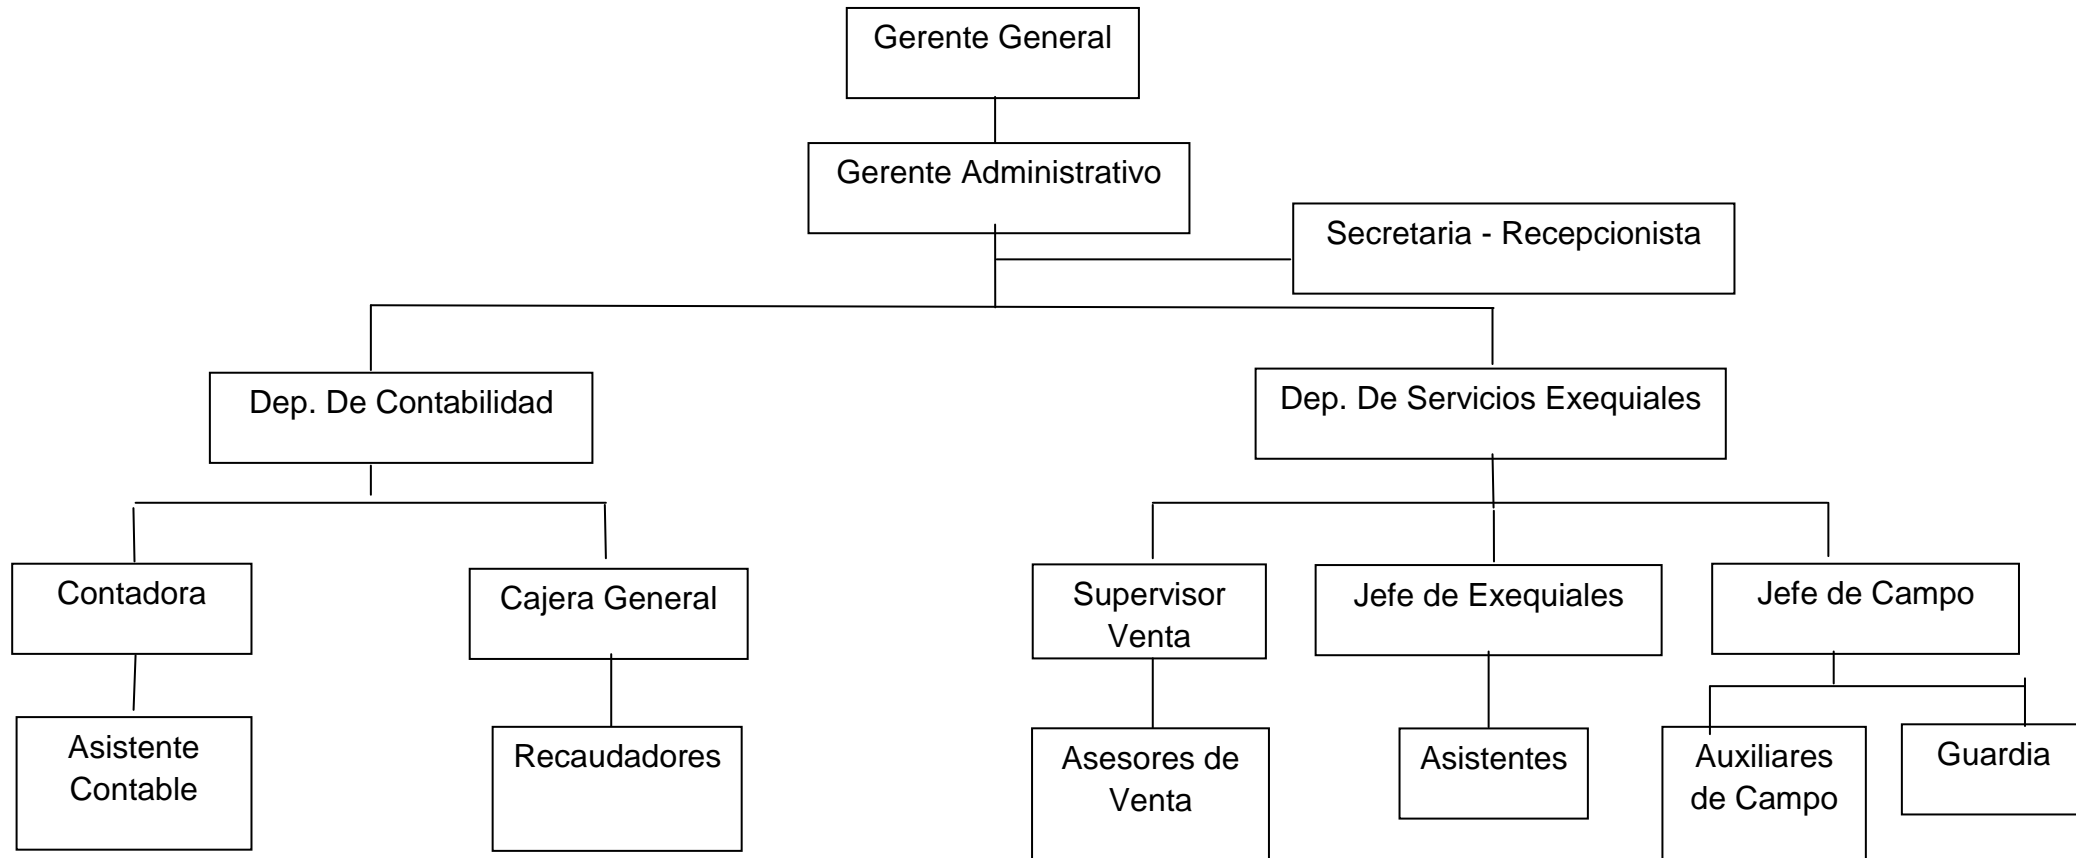 Gerente General
Gerente Administrativo
Secretaria - Recepcionista
Dep. De Contabilidad
Dep. De Servicios Exequiales
Contadora
Cajera General
Supervisor
Venta
Jefe de Exequiales
Jefe de Campo
Asistente
Contable
Recaudadores
Asesores de
Venta
Asistentes
Auxiliares
de Campo
Guardia